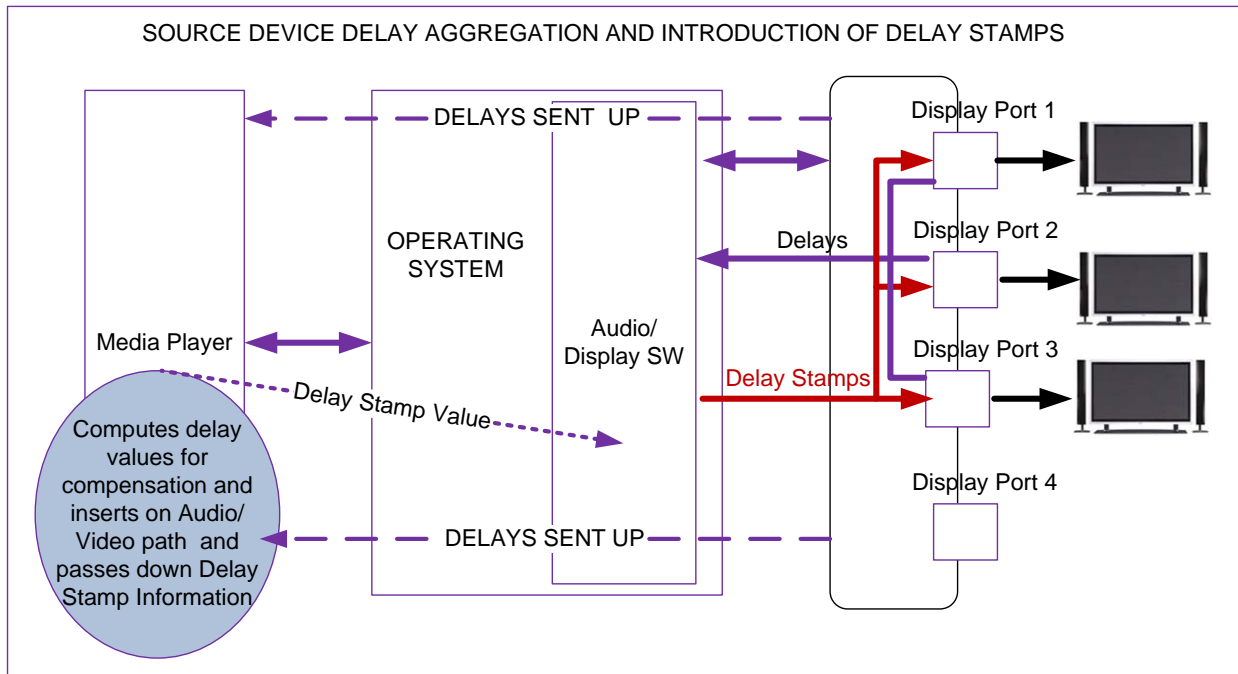 SOURCE DEVICE DELAY AGGREGATION AND INTRODUCTION OF DELAY STAMPS
DELAYS SENT UP
Display Port 1
Display Port 2
Delays
OPERATING
SYSTEM
Media Player
Audio/
Display SW
Display Port 3
Delay Stamps
Delay Stamp Value
Computes delay
values for
compensation and
inserts on Audio/
Video path and
passes down Delay
Stamp Information
Display Port 4
DELAYS SENT UP